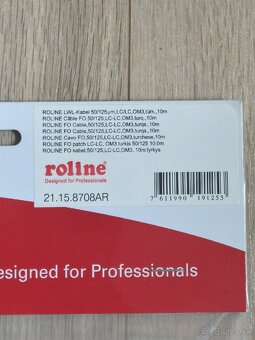 ROLINE LWL-Kabel 50/125µm,LC/LC,OM3,türk.,10m
ROLINE Câble FO,50/125,LC-LC,OM3,turq.,10m
ROLINE FO Cable,50/125,LC-LC,OM3,turqs.,10m
ROLINE FO Cable,50/125,LC-LC,OM3,turqs.,10m
ROLINE Cavo FO,50/125,LC-LC,OM3,turchese,10m
ROLINE FO patch LC-LC, OM3 turkis 50/125 10.0m
ROLINE FO kabel,50/125,LC-LC,OM3, 10m,tyrkys
roline
Designed for Professionals
21.15.8708AR
7 611990 191253
esigned for Professionals